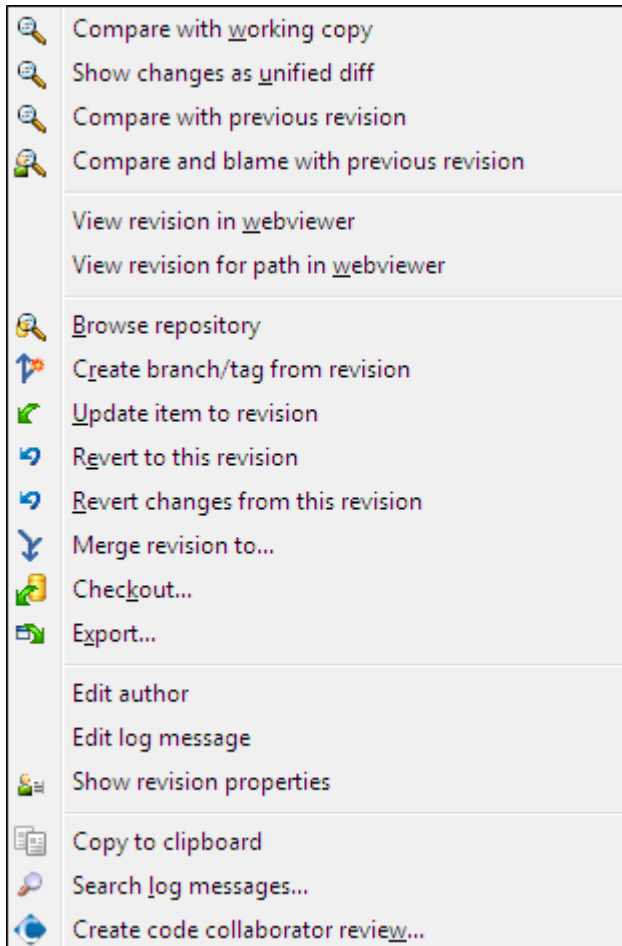 Compare with working copy
Show changes as unified diff
Compare with previous revision
Compare and blame with previous revision
View revision in webviewer
View revision for path in webviewer
Browse repository
Create branch/tag from revision
Update item to revision
Revert to this revision
Revert changes from this revision
Merge revision to...
Checkout...
Export...
Edit author
Edit log message
Show revision properties
Copy to clipboard
Search log messages...
Create code collaborator review...